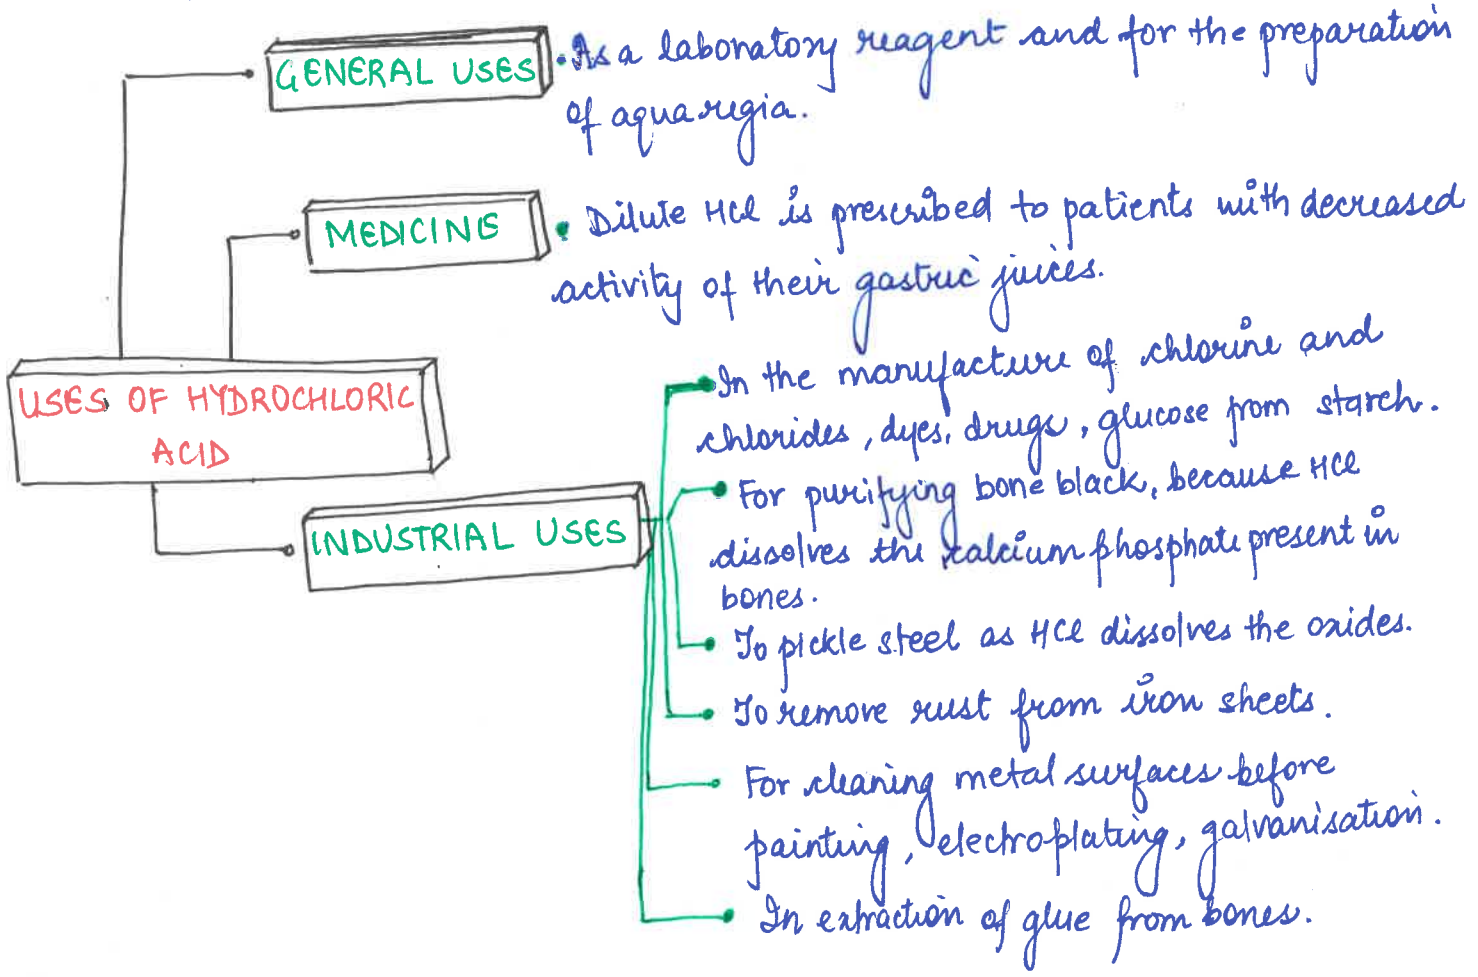 GENERAL USES
• As a laboratory reagent and for the preparation
of aquaregia.
MEDICINE
• Dilute HCl is prescribed to patients with decreased
activity of their gastric juices.
USES OF HYDROCHLORIC
ACID
INDUSTRIAL USES
• In the manufacture of chlorine and
chlorides, dyes, drugs, glucose from starch.
• For purifying bone black, because HCl
dissolves the calcium phosphate present in
bones.
• To pickle steel as HCl dissolves the oxides.
• To remove rust from iron sheets.
• For cleaning metal surfaces before
painting, electroplating, galvanisation.
• In extraction of glue from bones.